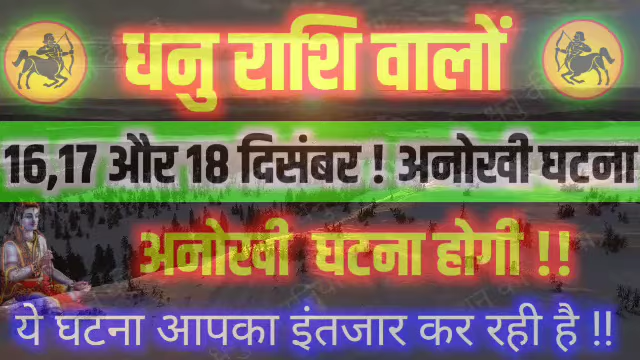 धनु राशि वालों
16,17 और 18 दिसंबर ! अनोखी घटना
अनोखी घटना होगी !!
ये घटना आपका इंतजार कर रही है !!